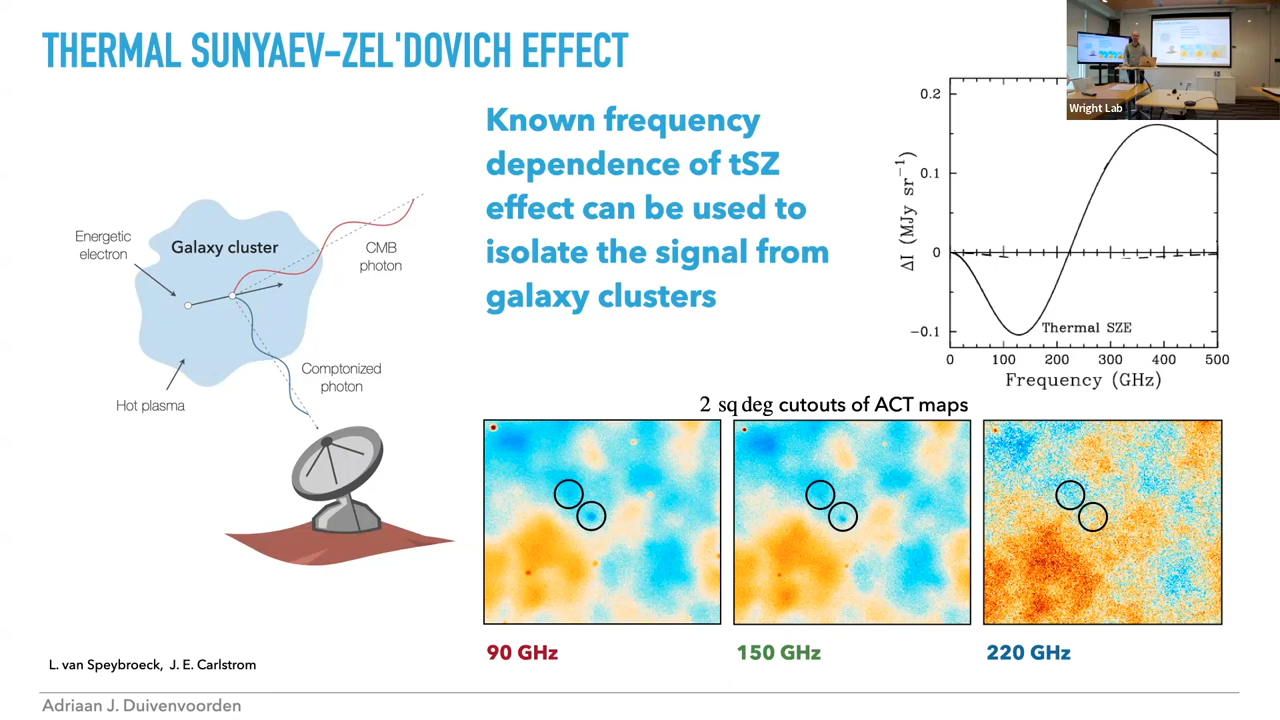 THERMAL SUNYAEV–ZEL'DOVICH EFFECT
Wright Lab
Known frequency
dependence of tSZ
effect can be used to
isolate the signal from
galaxy clusters
Energetic
electron
Galaxy cluster
CMB
photon
Comptonized
photon
Hot plasma
0.2
0.1
0
−0.1
ΔI (MJy sr⁻¹)
Thermal SZE
0 100 200 300 400 500
Frequency (GHz)
2 sq deg cutouts of ACT maps
90 GHz
150 GHz
220 GHz
L. van Speybroeck, J. E. Carlstrom
Adriaan J. Duivenvoorden